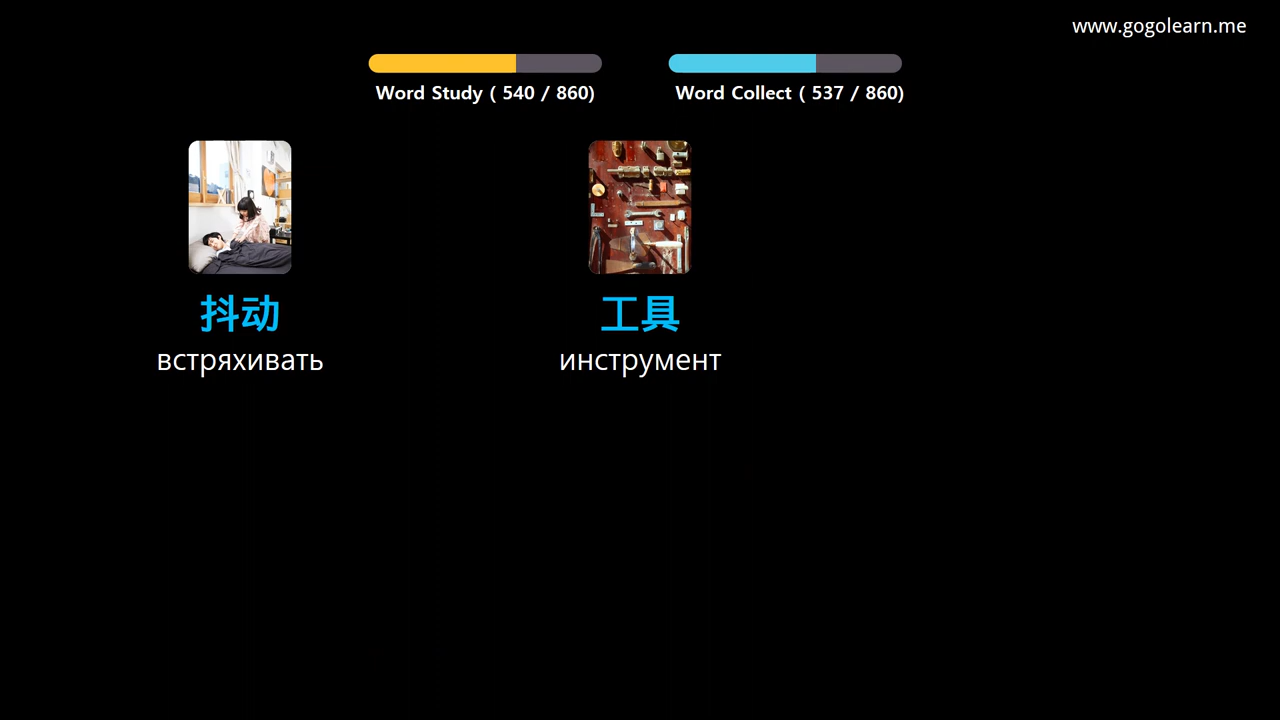 www.gogolearn.me
Word Study ( 540 / 860)
Word Collect ( 537 / 860)
抖动
встряхивать
工具
инструмент